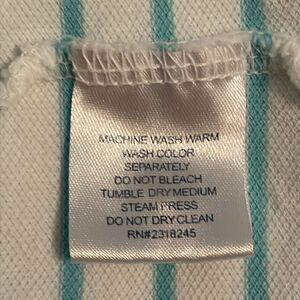 MACHINE WASH WARM
WASH COLOR
SEPARATELY
DO NOT BLEACH
TUMBLE DRY MEDIUM
STEAM PRESS
DO NOT DRY CLEAN
RN#2318245